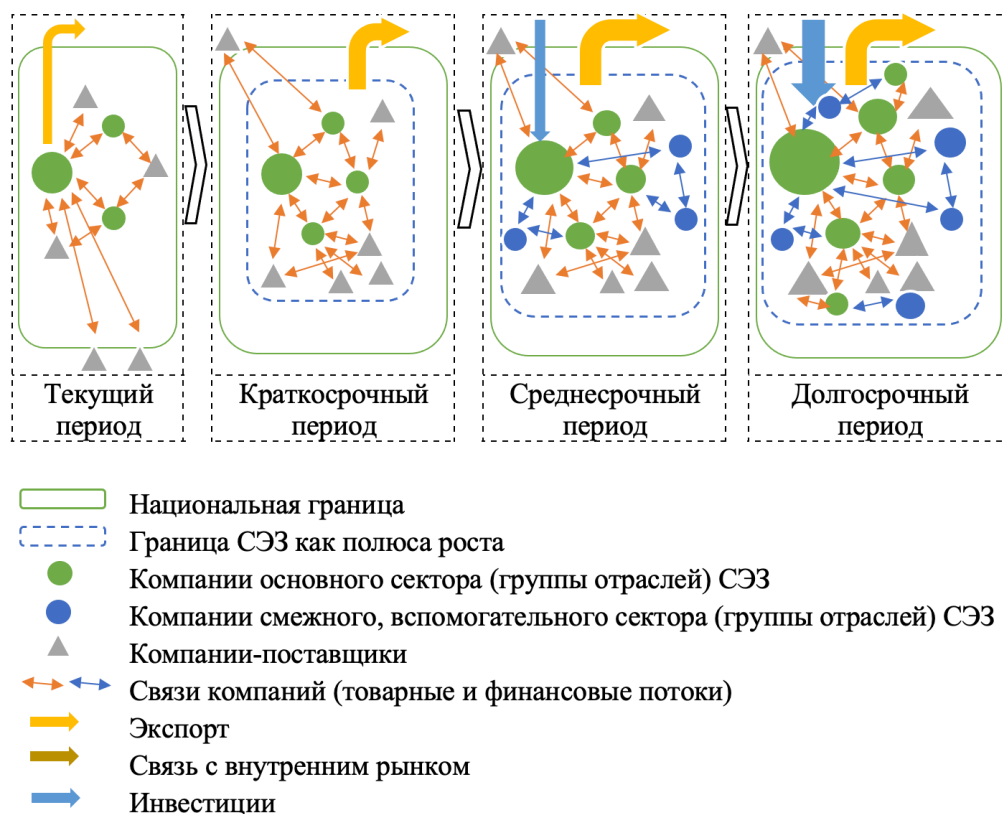 Текущий
период
Краткосрочный
период
Среднесрочный
период
Долгосрочный
период
Национальная граница
Граница СЭЗ как полюса роста
Компании основного сектора (группы отраслей) СЭЗ
Компании смежного, вспомогательного сектора (группы отраслей) СЭЗ
Компании-поставщики
Связи компаний (товарные и финансовые потоки)
Экспорт
Связь с внутренним рынком
Инвестиции